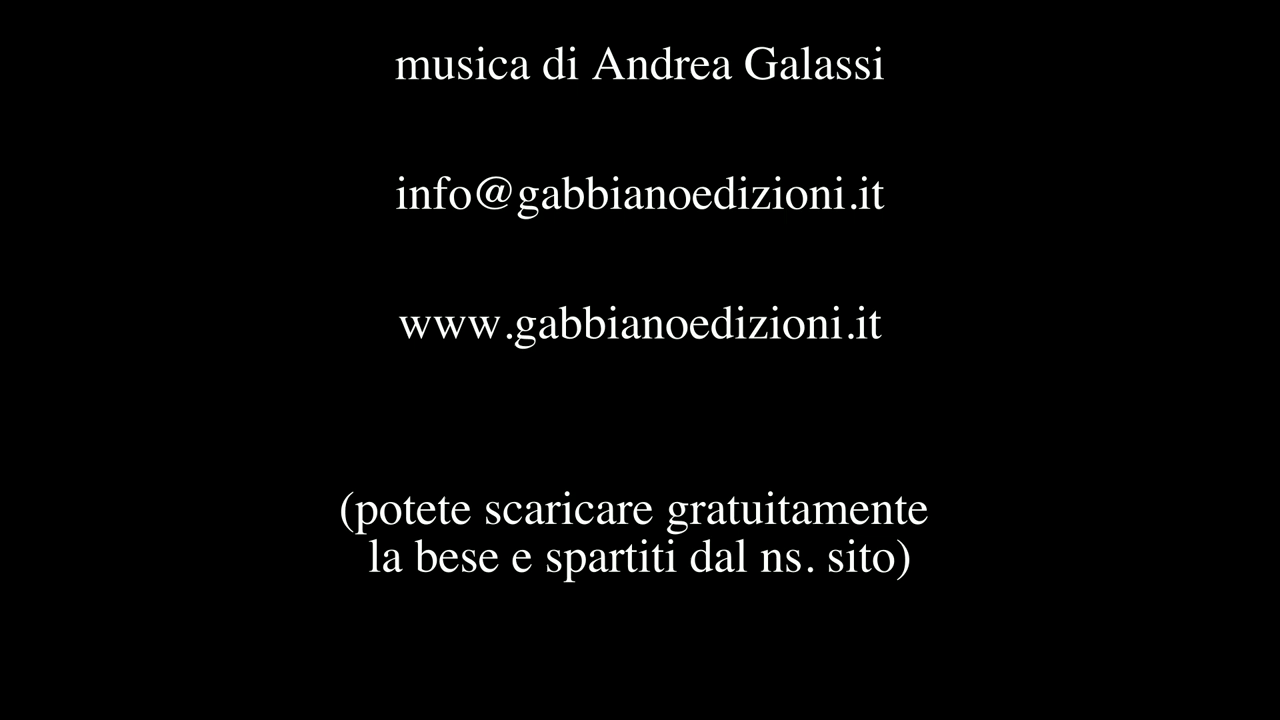 musica di Andrea Galassi
info@gabbianoedizioni.it
www.gabbianoedizioni.it
(potete scaricare gratuitamente
la bese e spartiti dal ns. sito)